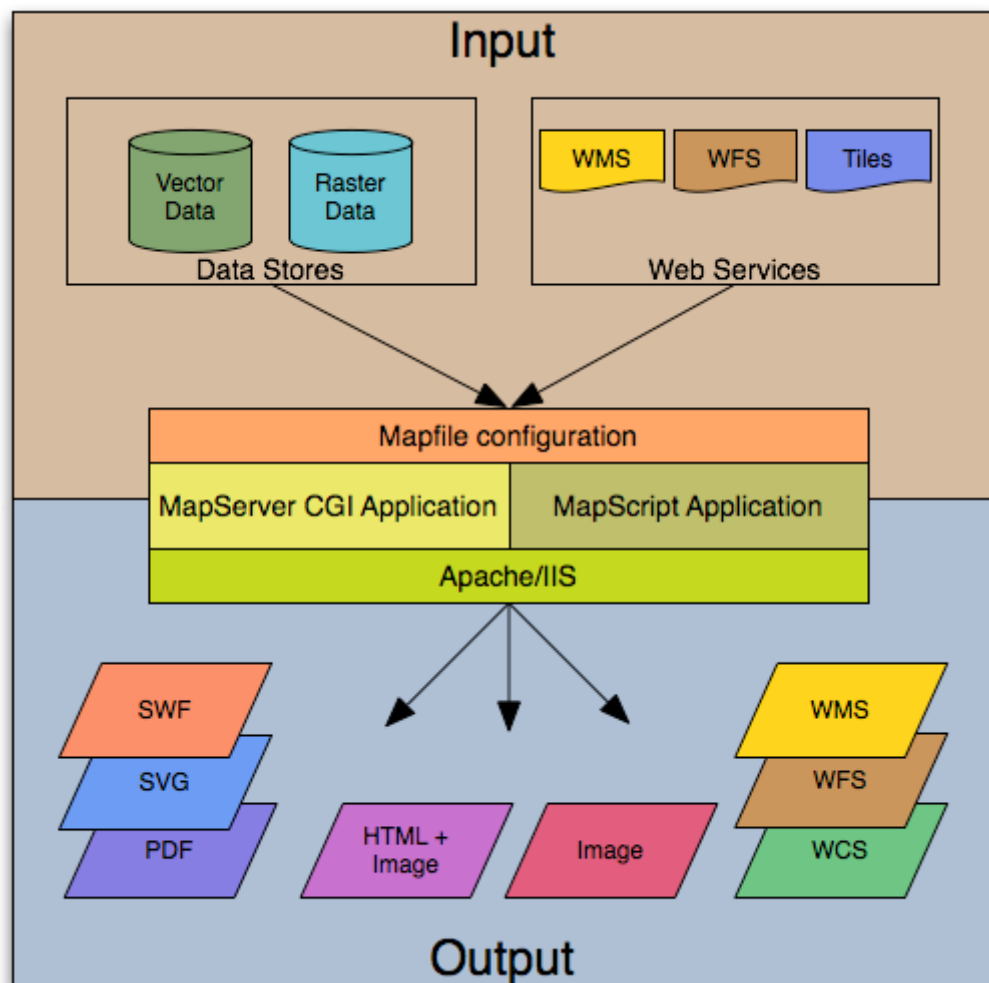 Input
Vector
Data
Raster
Data
Data Stores
WMS
WFS
Tiles
Web Services
Mapfile configuration
MapServer CGI Application
MapScript Application
Apache/IIS
SWF
SVG
PDF
HTML +
Image
Image
WMS
WFS
WCS
Output